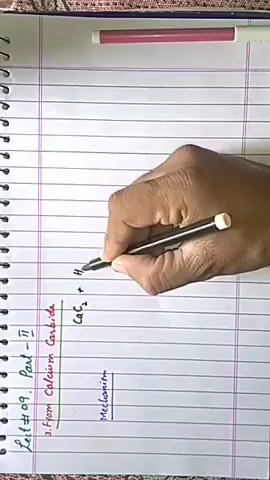 Lect # 09. Part - II
3. From Calcium Carbide
CaC₂ + H
Mechanism